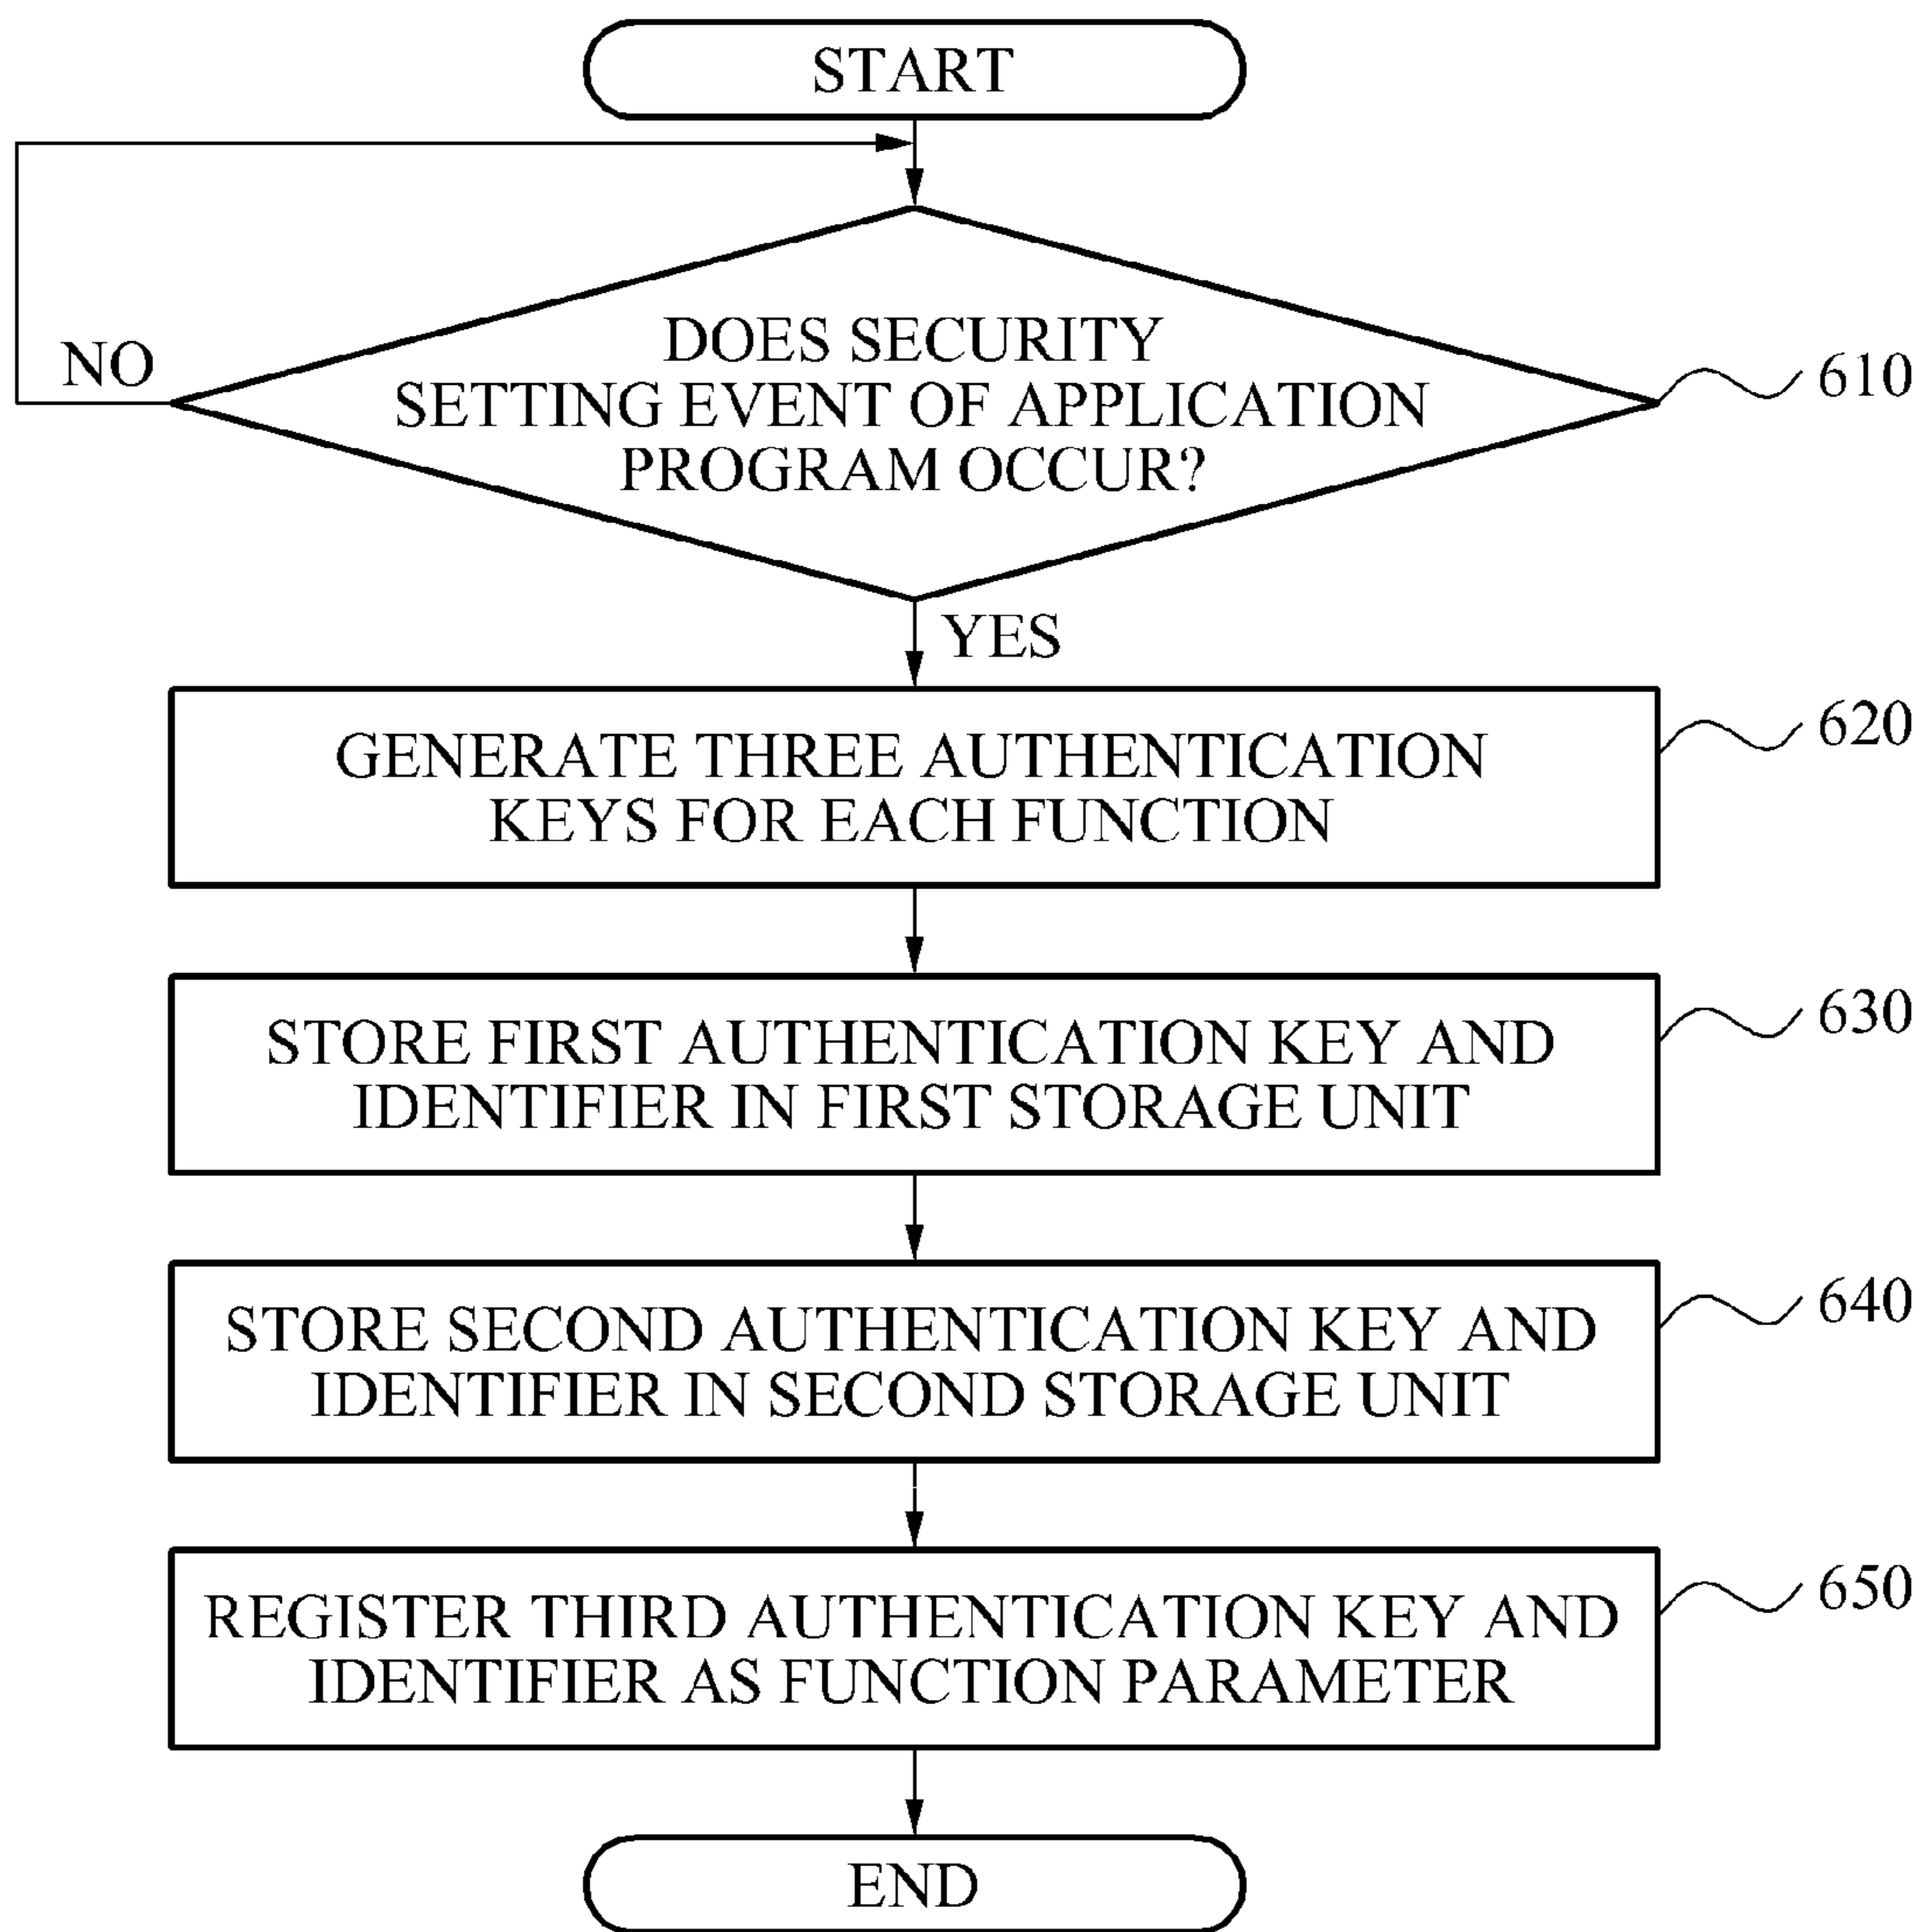 START
DOES SECURITY
SETTING EVENT OF APPLICATION
PROGRAM OCCUR?
NO
610
YES
GENERATE THREE AUTHENTICATION
KEYS FOR EACH FUNCTION
620
STORE FIRST AUTHENTICATION KEY AND
IDENTIFIER IN FIRST STORAGE UNIT
630
STORE SECOND AUTHENTICATION KEY AND
IDENTIFIER IN SECOND STORAGE UNIT
640
REGISTER THIRD AUTHENTICATION KEY AND
IDENTIFIER AS FUNCTION PARAMETER
650
END